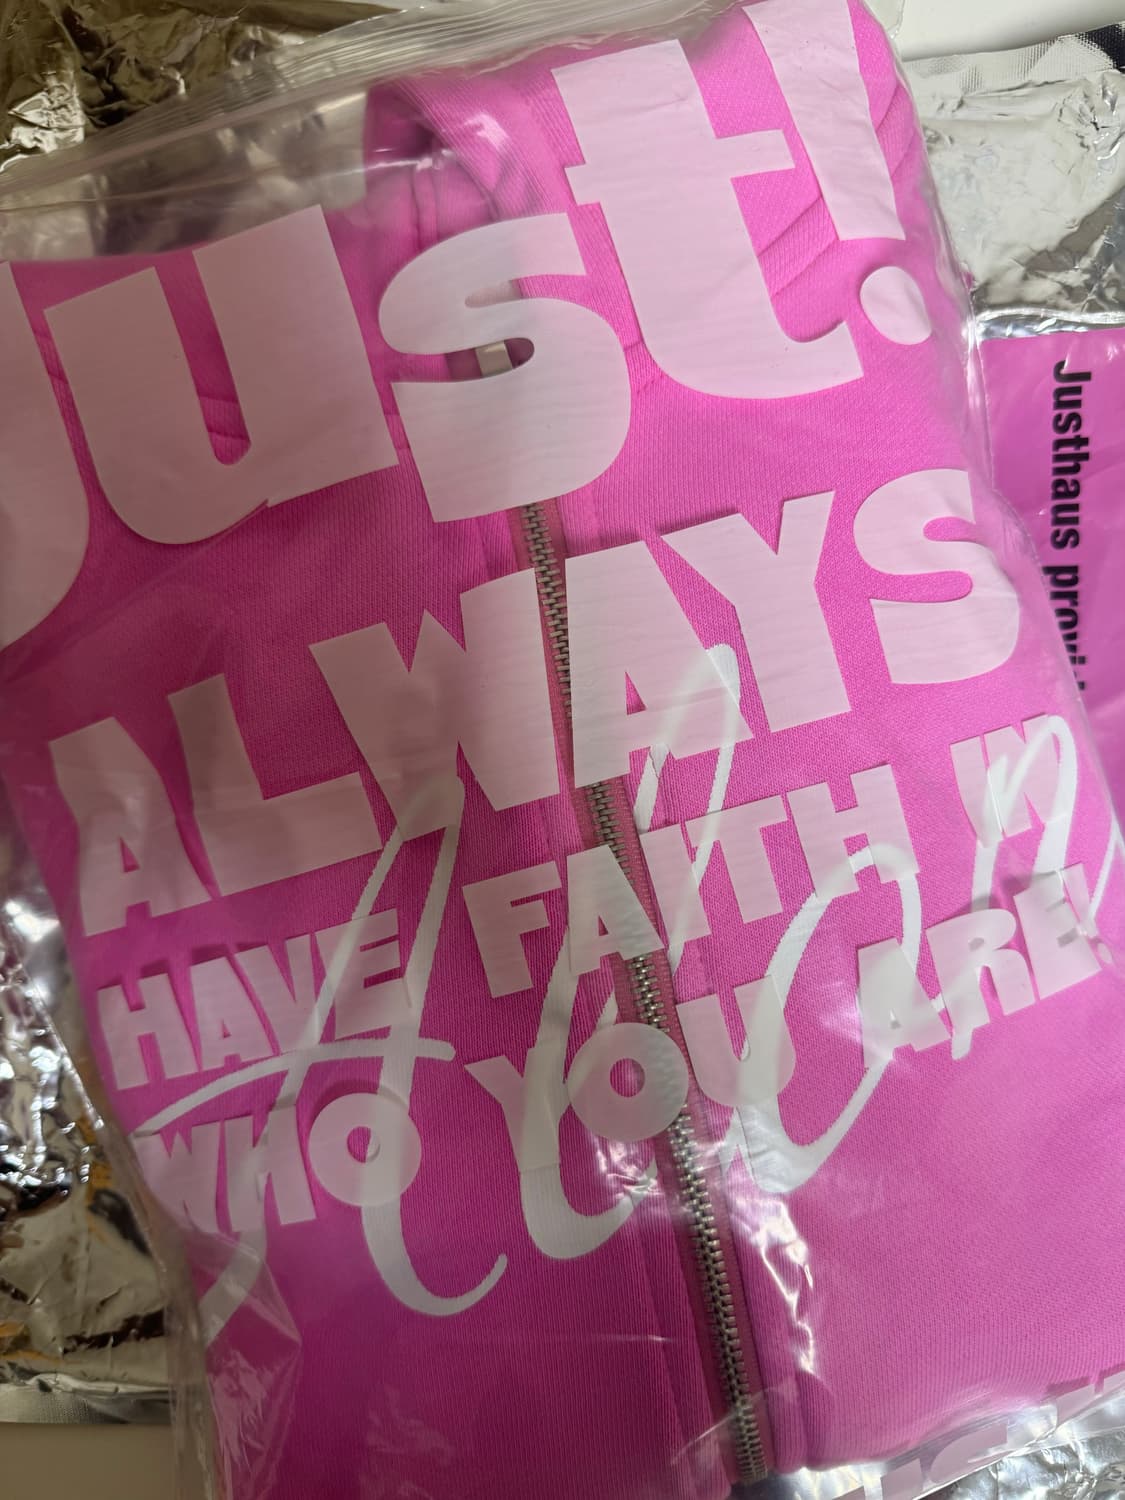 Just!
ALWAYS
HAVE FAITH IN
WHO YOU ARE!
Justhaus